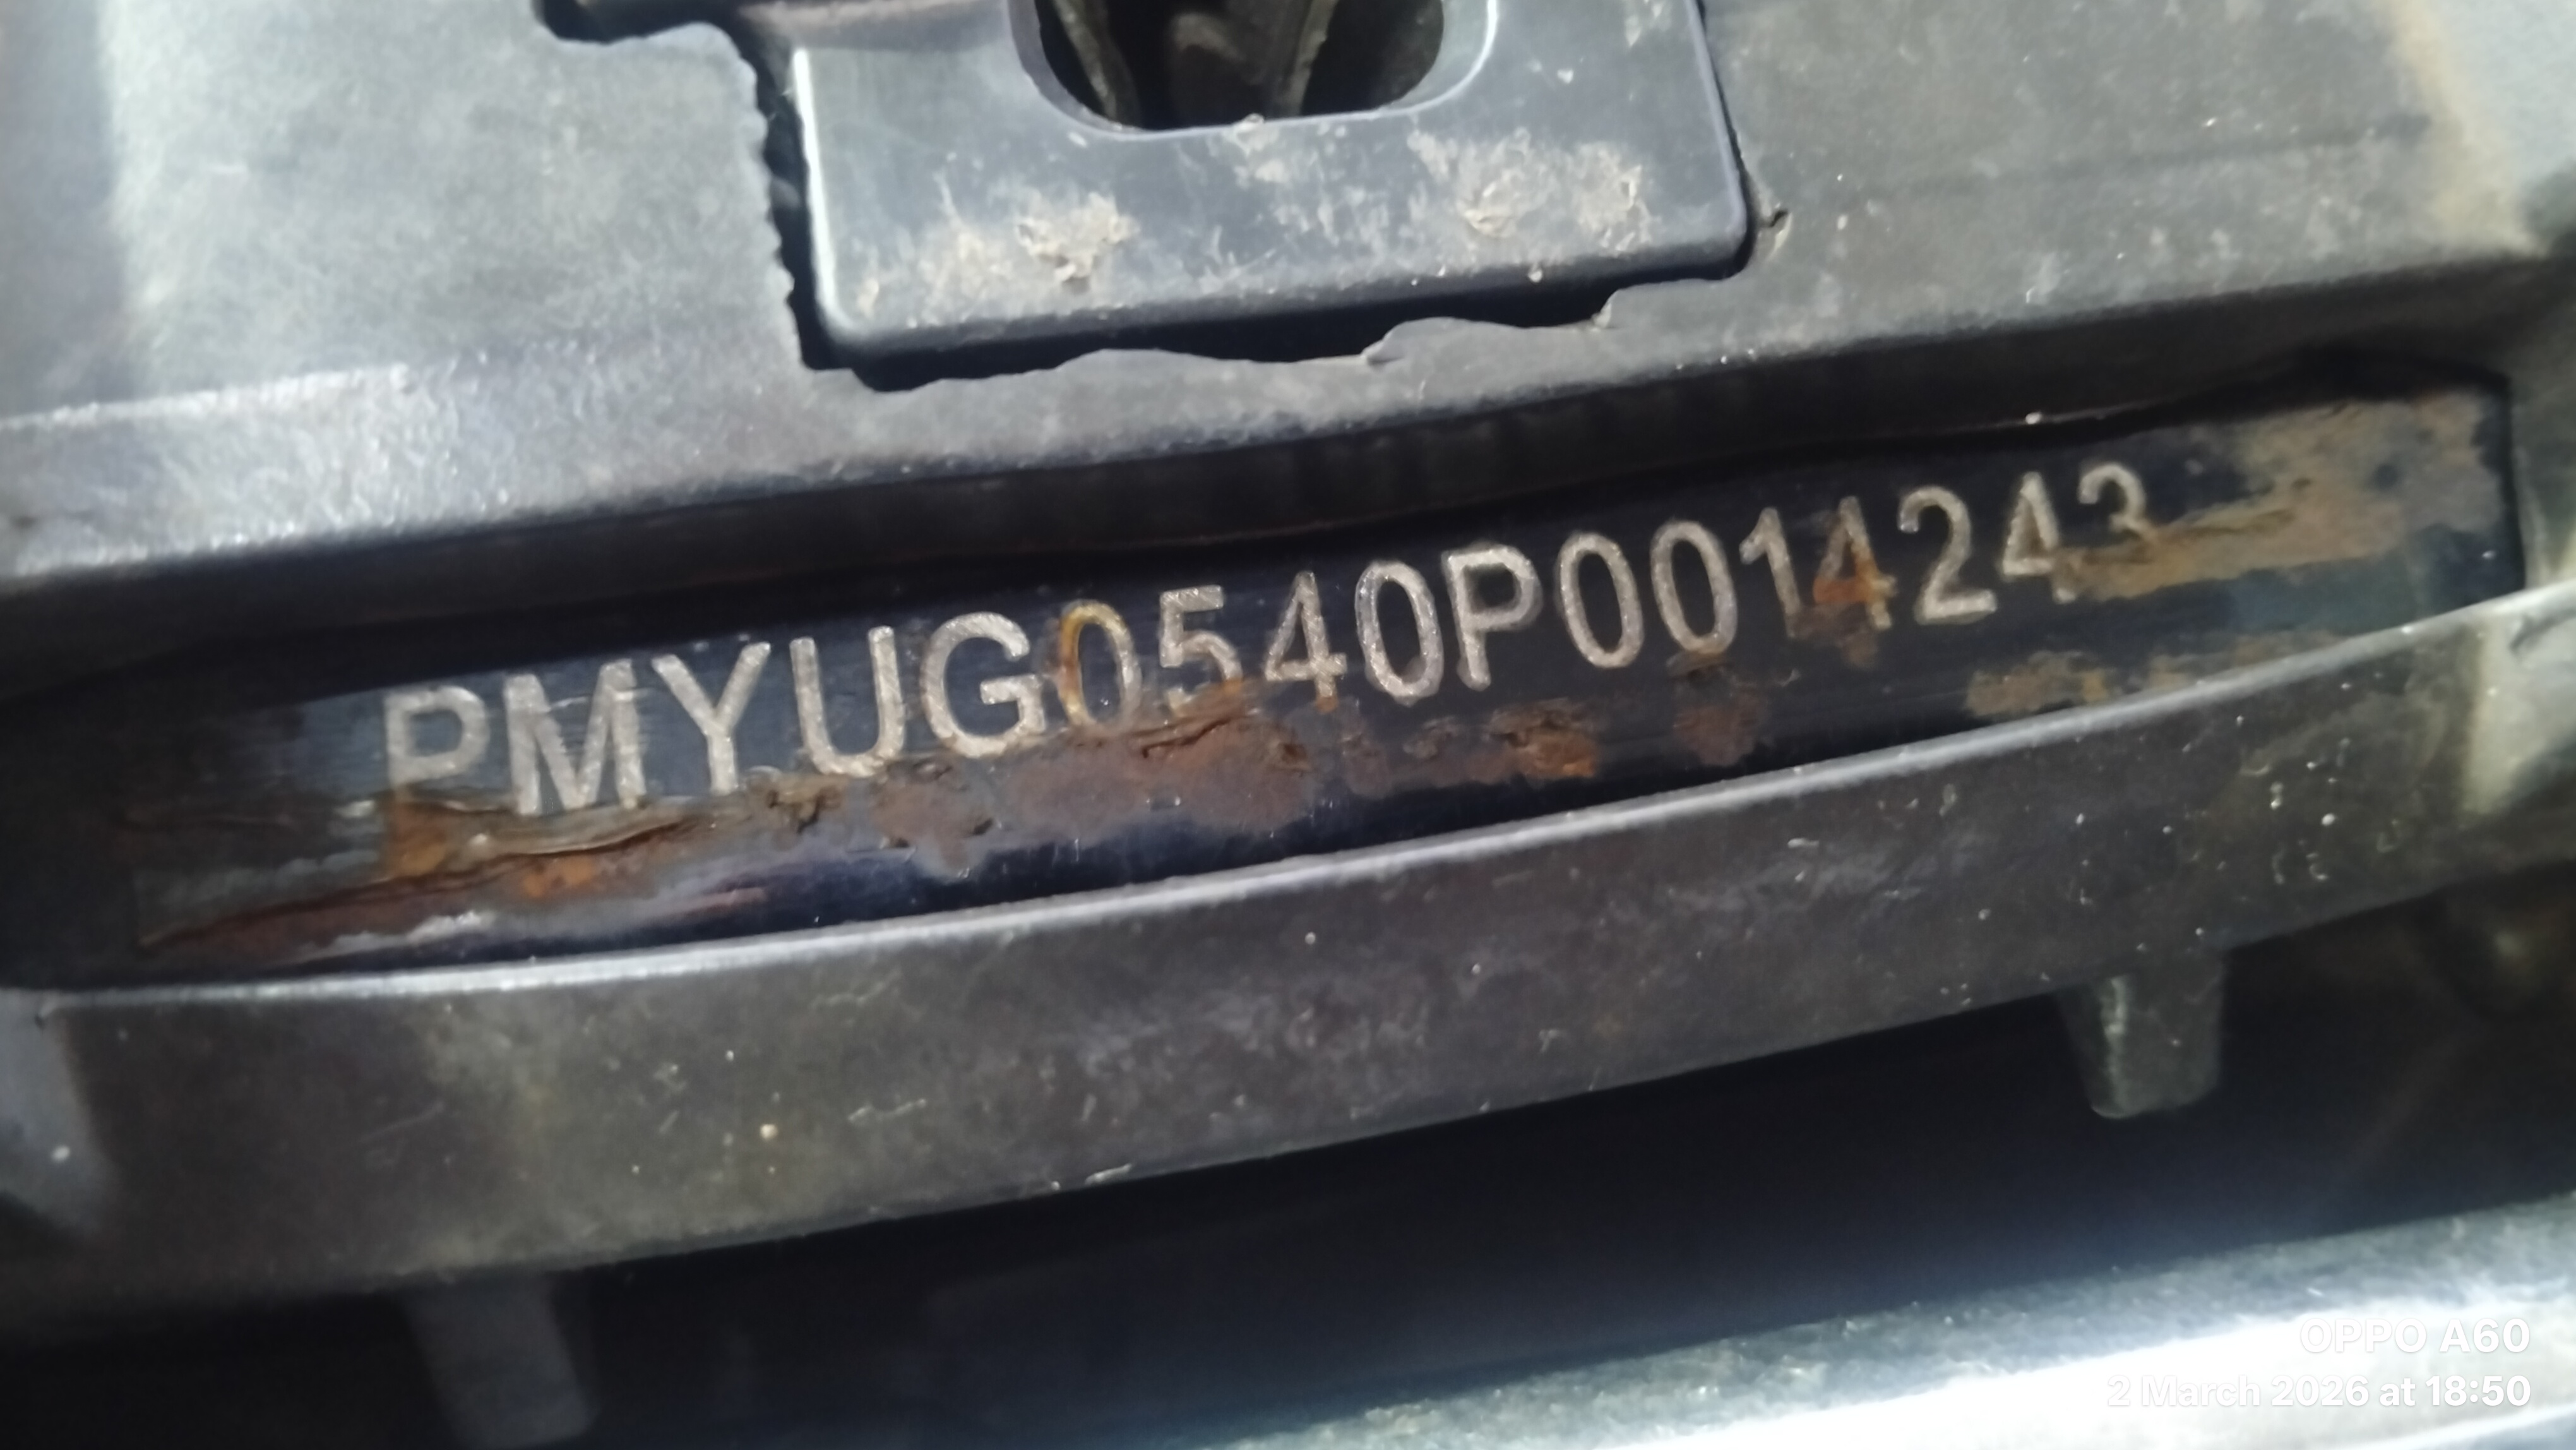 PMYUG0540P0014243
OPPO A60
2 March 2026 at 18:50